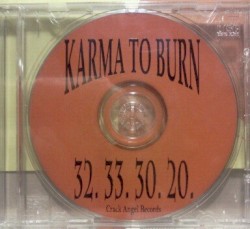 KARMA TO BURN
32. 33. 30. 20.
Crack Angel Records